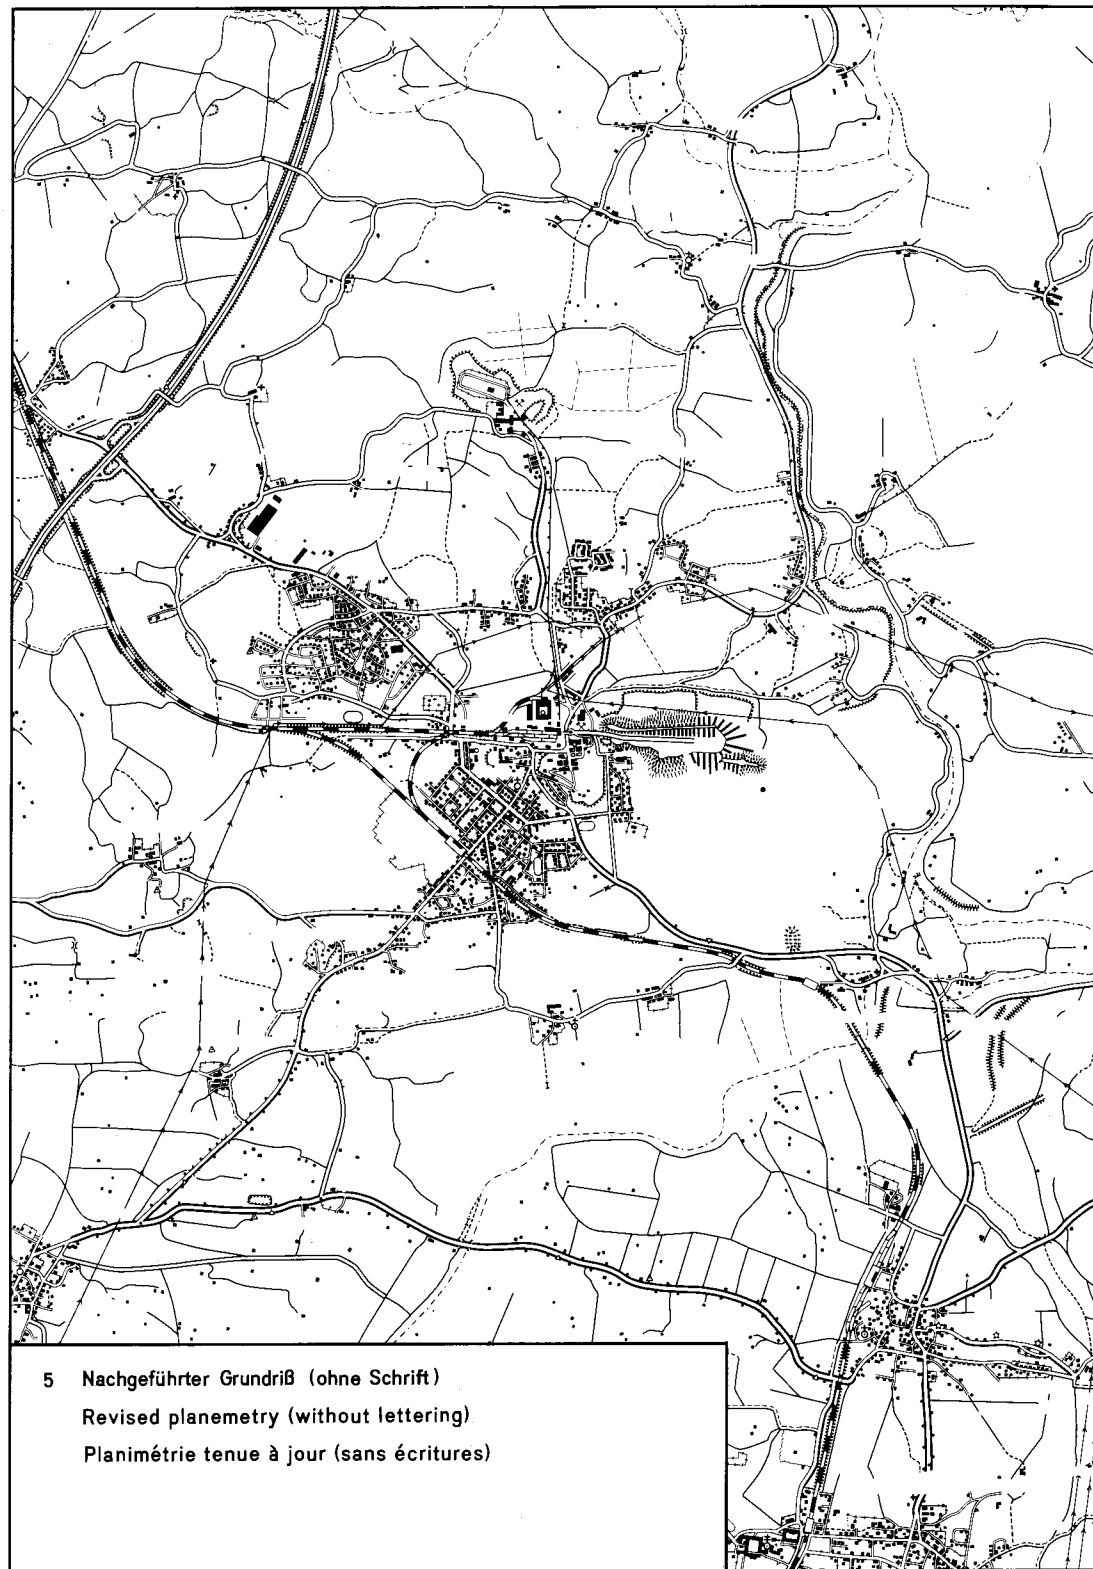 5 Nachgeführter Grundriß (ohne Schrift)
Revised planemetry (without lettering)
Planimétrie tenue à jour (sans écritures)